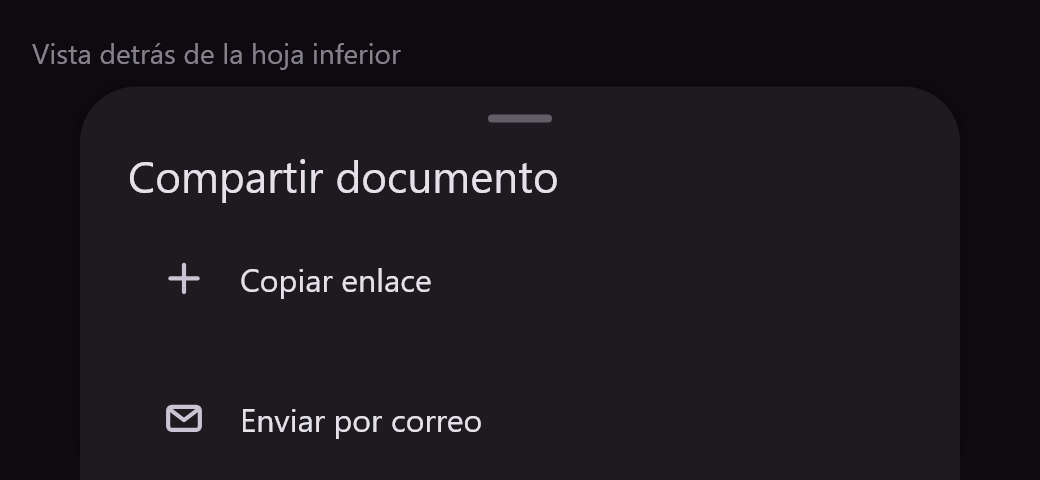 Vista detrás de la hoja inferior
Compartir documento
Copiar enlace
Enviar por correo